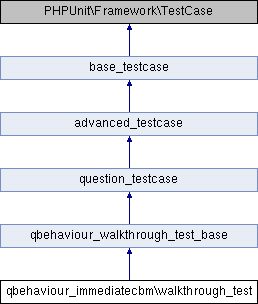 PHPUnit\Framework\TestCase
base_testcase
advanced_testcase
question_testcase
qbehaviour_walkthrough_test_base
qbehaviour_immediatecbm\walkthrough_test